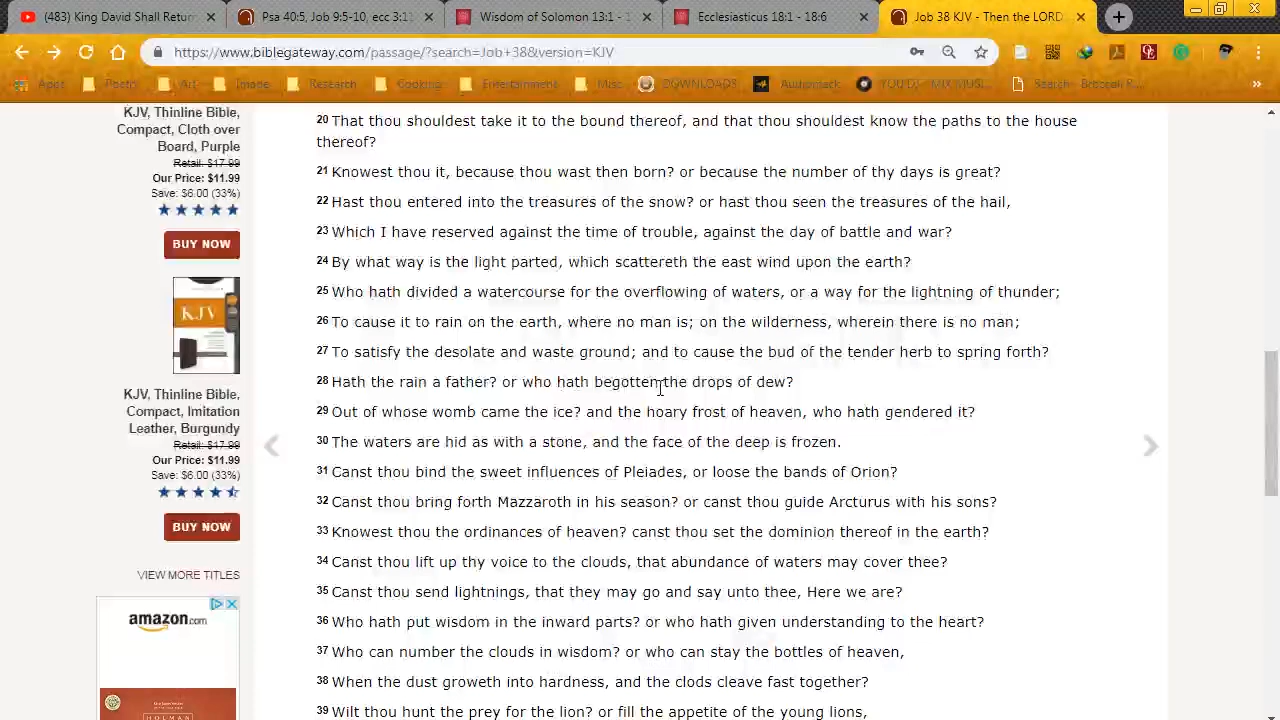 (483) King David Shall Return
Psa 40:5, Job 9:5-10, ecc 3:11
Wisdom of Solomon 13:1 - 1
Ecclesiasticus 18:1 - 18:6
Job 38 KJV - Then the LORD
https://www.biblegateway.com/passage/?search=Job+38&version=KJV
Apps Poetry Art Image Research Cooking Entertainment Misc DOWNLOADS Audiomack YOU DJ - MIX MUS... Search - Broccoli R...
KJV, Thinline Bible,
Compact, Cloth over
Board, Purple
Retail: $17.99
Our Price: $11.99
Save: $6.00 (33%)
BUY NOW
KJV
KJV, Thinline Bible,
Compact, Imitation
Leather, Burgundy
Retail: $17.99
Our Price: $11.99
Save: $6.00 (33%)
BUY NOW
VIEW MORE TITLES
amazon.com
HOLMAN
20 That thou shouldest take it to the bound thereof, and that thou shouldest know the paths to the house
thereof?
21 Knowest thou it, because thou wast then born? or because the number of thy days is great?
22 Hast thou entered into the treasures of the snow? or hast thou seen the treasures of the hail,
23 Which I have reserved against the time of trouble, against the day of battle and war?
24 By what way is the light parted, which scattereth the east wind upon the earth?
25 Who hath divided a watercourse for the overflowing of waters, or a way for the lightning of thunder;
26 To cause it to rain on the earth, where no man is; on the wilderness, wherein there is no man;
27 To satisfy the desolate and waste ground; and to cause the bud of the tender herb to spring forth?
28 Hath the rain a father? or who hath begotten the drops of dew?
29 Out of whose womb came the ice? and the hoary frost of heaven, who hath gendered it?
30 The waters are hid as with a stone, and the face of the deep is frozen.
31 Canst thou bind the sweet influences of Pleiades, or loose the bands of Orion?
32 Canst thou bring forth Mazzaroth in his season? or canst thou guide Arcturus with his sons?
33 Knowest thou the ordinances of heaven? canst thou set the dominion thereof in the earth?
34 Canst thou lift up thy voice to the clouds, that abundance of waters may cover thee?
35 Canst thou send lightnings, that they may go and say unto thee, Here we are?
36 Who hath put wisdom in the inward parts? or who hath given understanding to the heart?
37 Who can number the clouds in wisdom? or who can stay the bottles of heaven,
38 When the dust groweth into hardness, and the clods cleave fast together?
39 Wilt thou hunt the prey for the lion? or fill the appetite of the young lions,